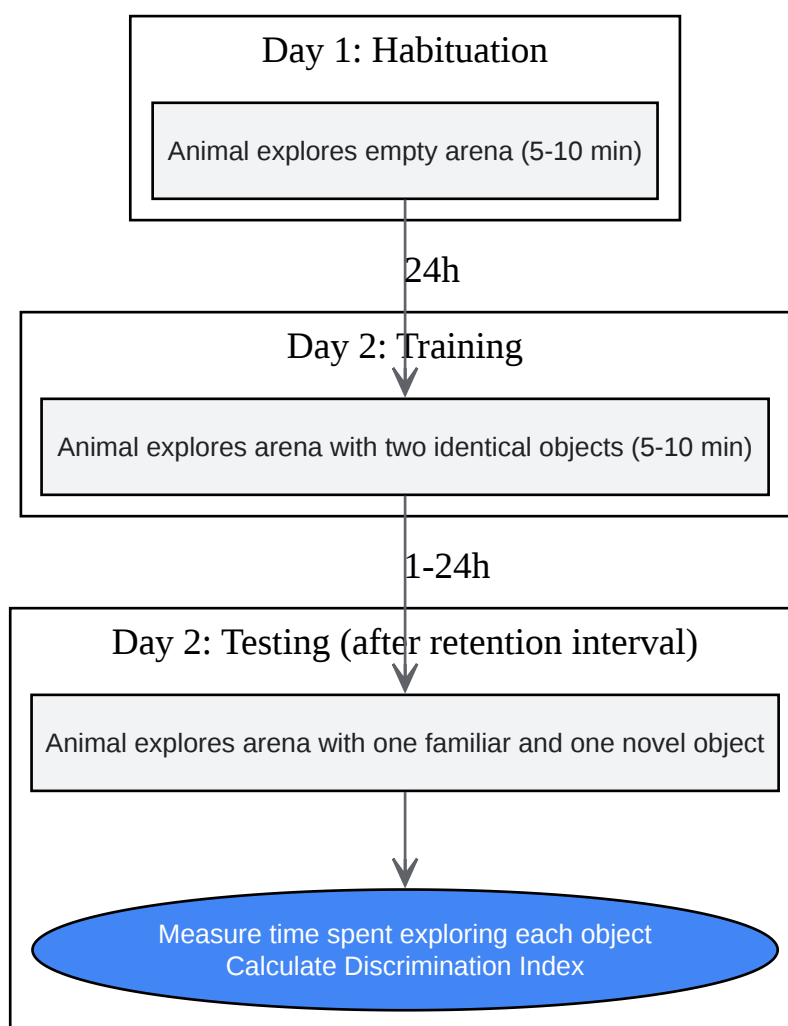 Day 1: Habituation
Animal explores empty arena (5-10 min)
24h
Day 2: Training
Animal explores arena with two identical objects (5-10 min)
1-24h
Day 2: Testing (after retention interval)
Animal explores arena with one familiar and one novel object
Measure time spent exploring each object
Calculate Discrimination Index